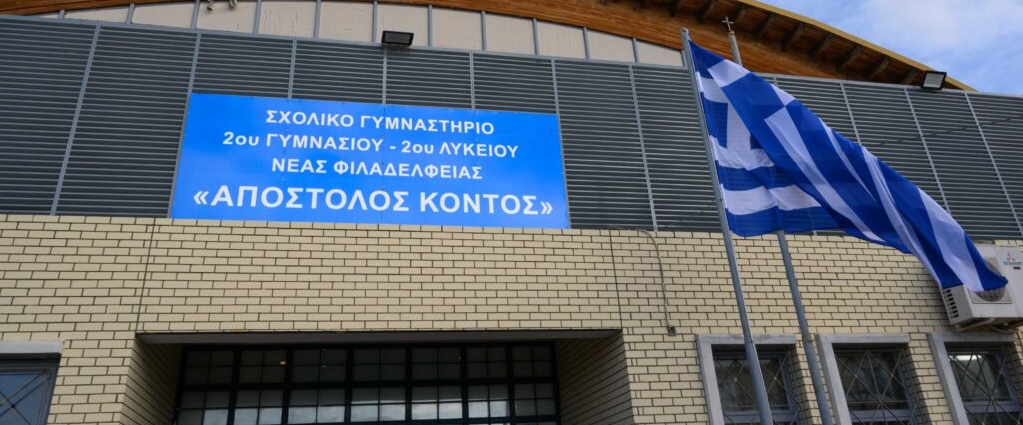 ΣΧΟΛΙΚΟ ΓΥΜΝΑΣΤΗΡΙΟ
2ου ΓΥΜΝΑΣΙΟΥ - 2ου ΛΥΚΕΙΟΥ
ΝΕΑΣ ΦΙΛΑΔΕΛΦΕΙΑΣ
«ΑΠΟΣΤΟΛΟΣ ΚΟΝΤΟΣ»